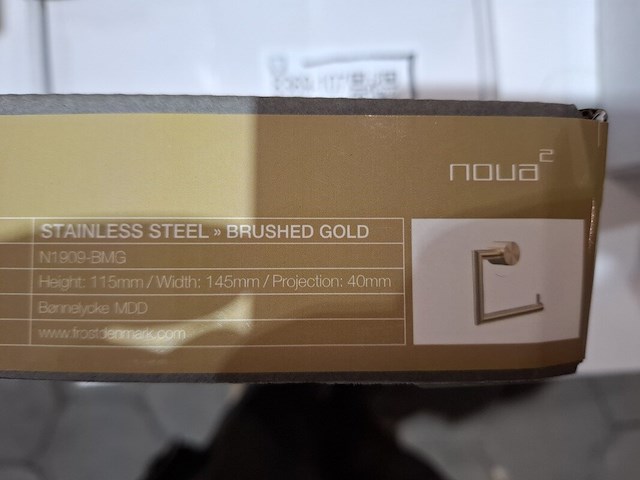 noua²
STAINLESS STEEL » BRUSHED GOLD
N1909-BMG
Height: 115mm / Width: 145mm / Projection: 40mm
Bønnelycke MDD
www.frostdenmark.com